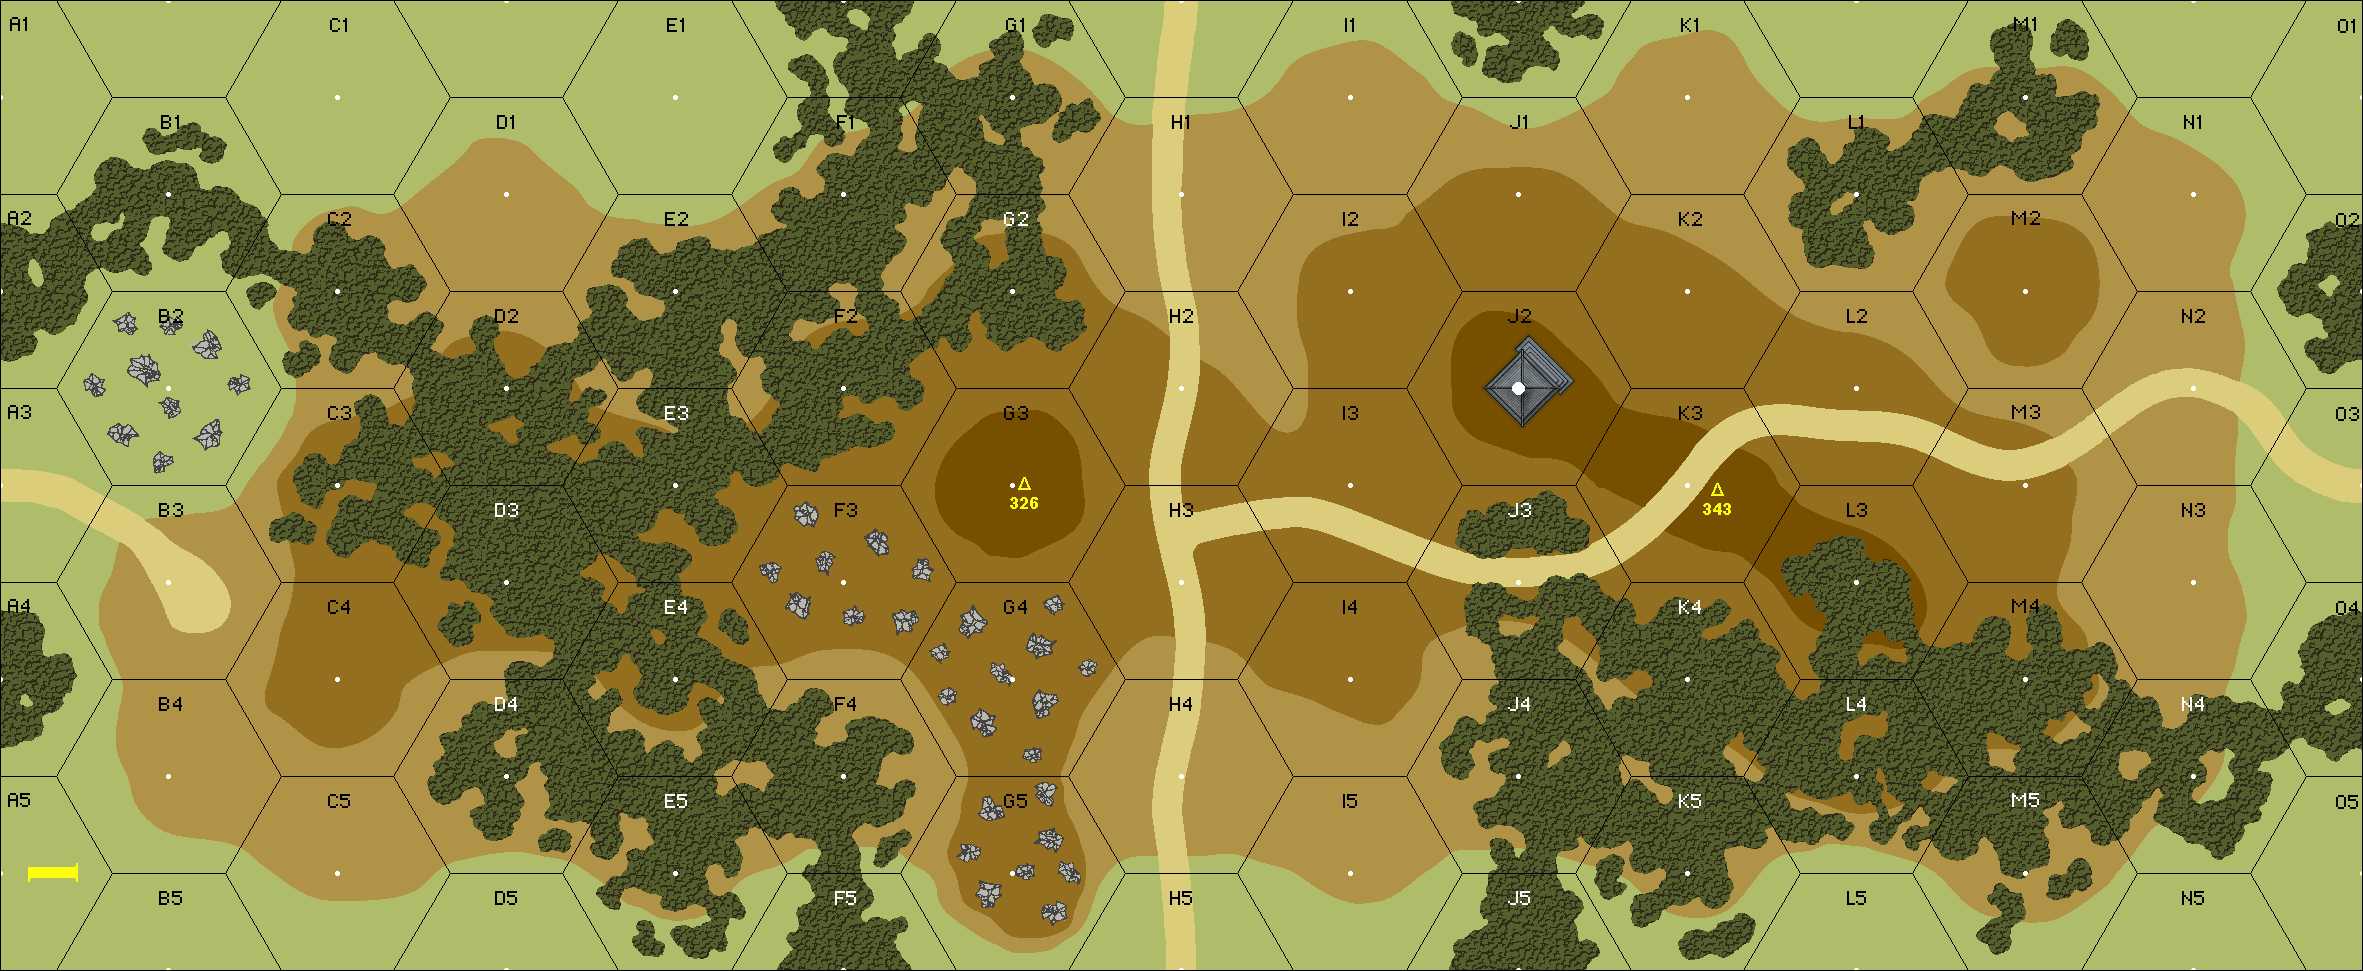 A1 C1 E1 G1 I1 K1 M1 O1
B1 D1 F1 H1 J1 L1 N1
A2 C2 E2 G2 I2 K2 M2 O2
B2 D2 F2 H2 J2 L2 N2
A3 C3 E3 G3 I3 K3 M3 O3
326
343
B3 D3 F3 H3 J3 L3 N3
A4 C4 E4 G4 I4 K4 M4 O4
B4 D4 F4 H4 J4 L4 N4
A5 C5 E5 G5 I5 K5 M5 O5
B5 D5 F5 H5 J5 L5 N5